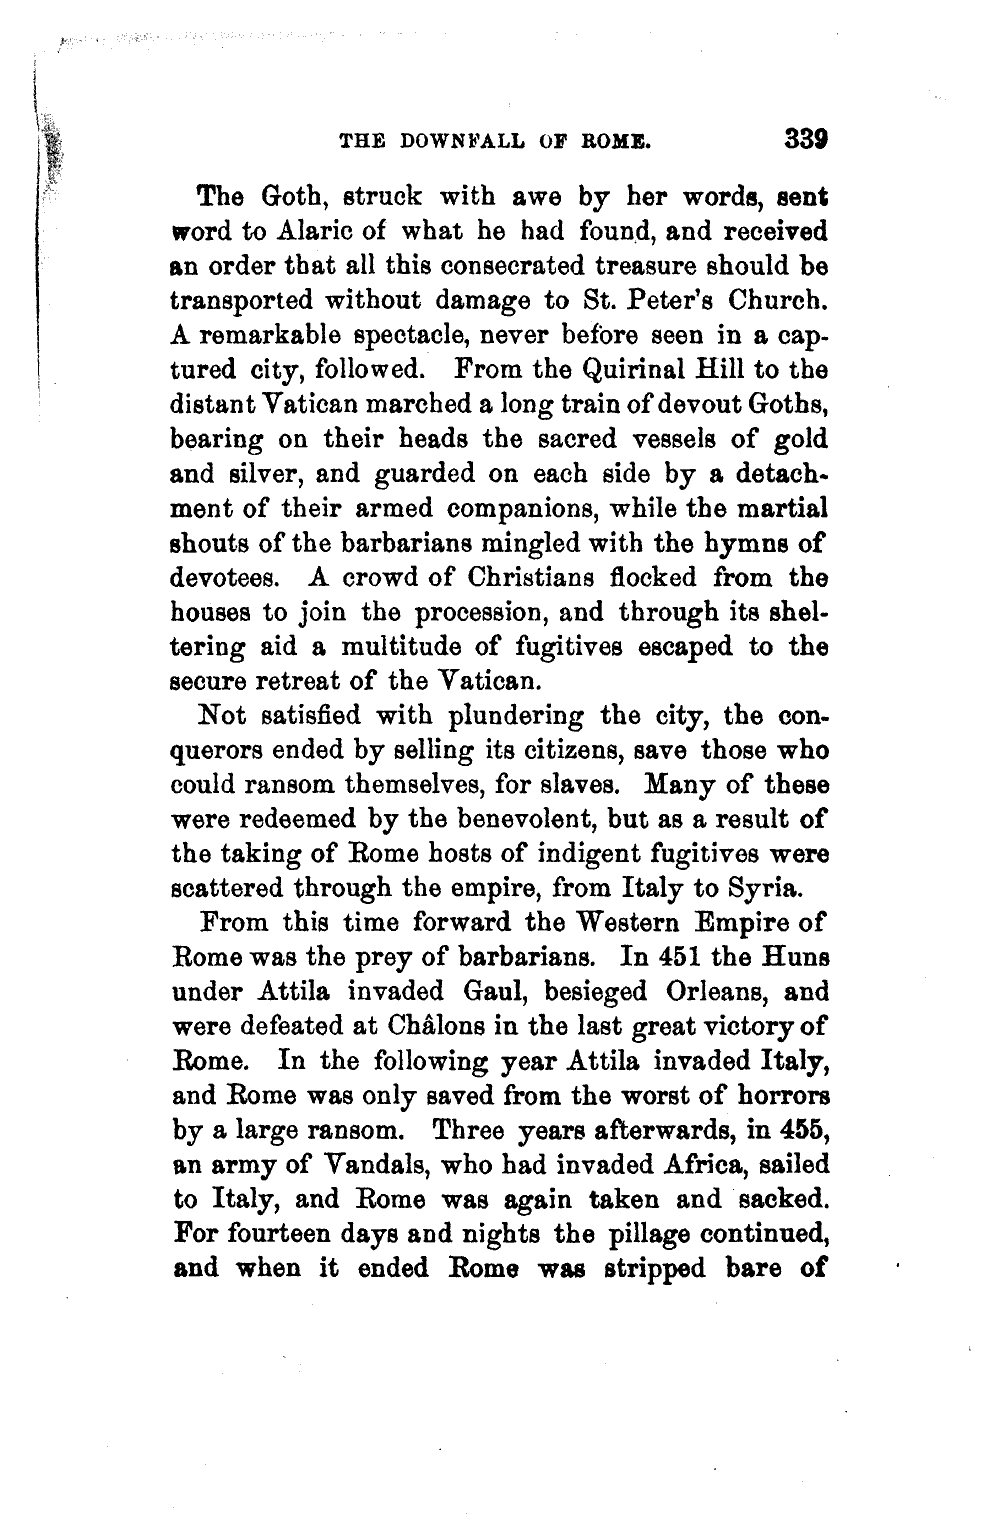 THE DOWNFALL OF ROME. 339
The Goth, struck with awe by her words, sent
word to Alaric of what he had found, and received
an order that all this consecrated treasure should be
transported without damage to St. Peter's Church.
A remarkable spectacle, never before seen in a cap-
tured city, followed. From the Quirinal Hill to the
distant Vatican marched a long train of devout Goths,
bearing on their heads the sacred vessels of gold
and silver, and guarded on each side by a detach-
ment of their armed companions, while the martial
shouts of the barbarians mingled with the hymns of
devotees. A crowd of Christians flocked from the
houses to join the procession, and through its shel-
tering aid a multitude of fugitives escaped to the
secure retreat of the Vatican.
Not satisfied with plundering the city, the con-
querors ended by selling its citizens, save those who
could ransom themselves, for slaves. Many of these
were redeemed by the benevolent, but as a result of
the taking of Rome hosts of indigent fugitives were
scattered through the empire, from Italy to Syria.
From this time forward the Western Empire of
Rome was the prey of barbarians. In 451 the Huns
under Attila invaded Gaul, besieged Orleans, and
were defeated at Châlons in the last great victory of
Rome. In the following year Attila invaded Italy,
and Rome was only saved from the worst of horrors
by a large ransom. Three years afterwards, in 455,
an army of Vandals, who had invaded Africa, sailed
to Italy, and Rome was again taken and sacked.
For fourteen days and nights the pillage continued,
and when it ended Rome was stripped bare of